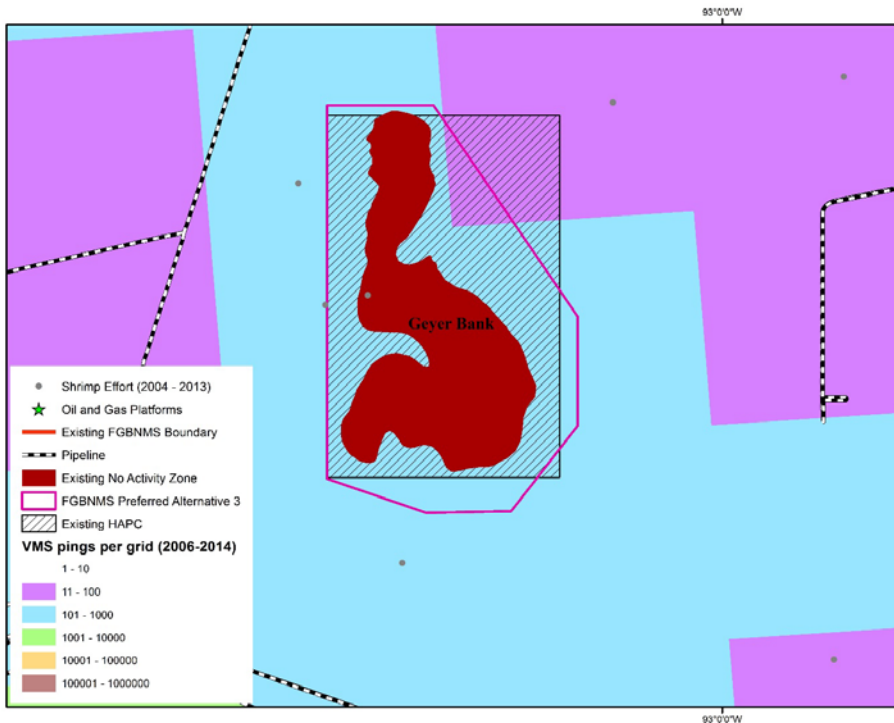 93°0'0"W
Geyer Bank
Shrimp Effort (2004 - 2013)
Oil and Gas Platforms
Existing FGBNMS Boundary
Pipeline
Existing No Activity Zone
FGBNMS Preferred Alternative 3
Existing HAPC
VMS pings per grid (2006-2014)
1 - 10
11 - 100
101 - 1000
1001 - 10000
10001 - 100000
100001 - 1000000
93°0'0"W